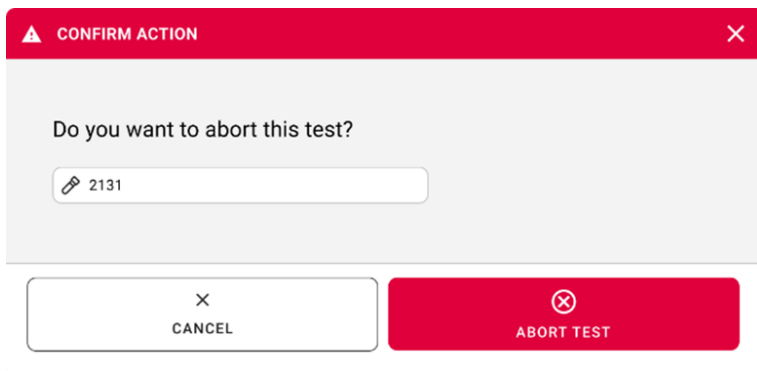 CONFIRM ACTION
Do you want to abort this test?
2131
CANCEL
ABORT TEST